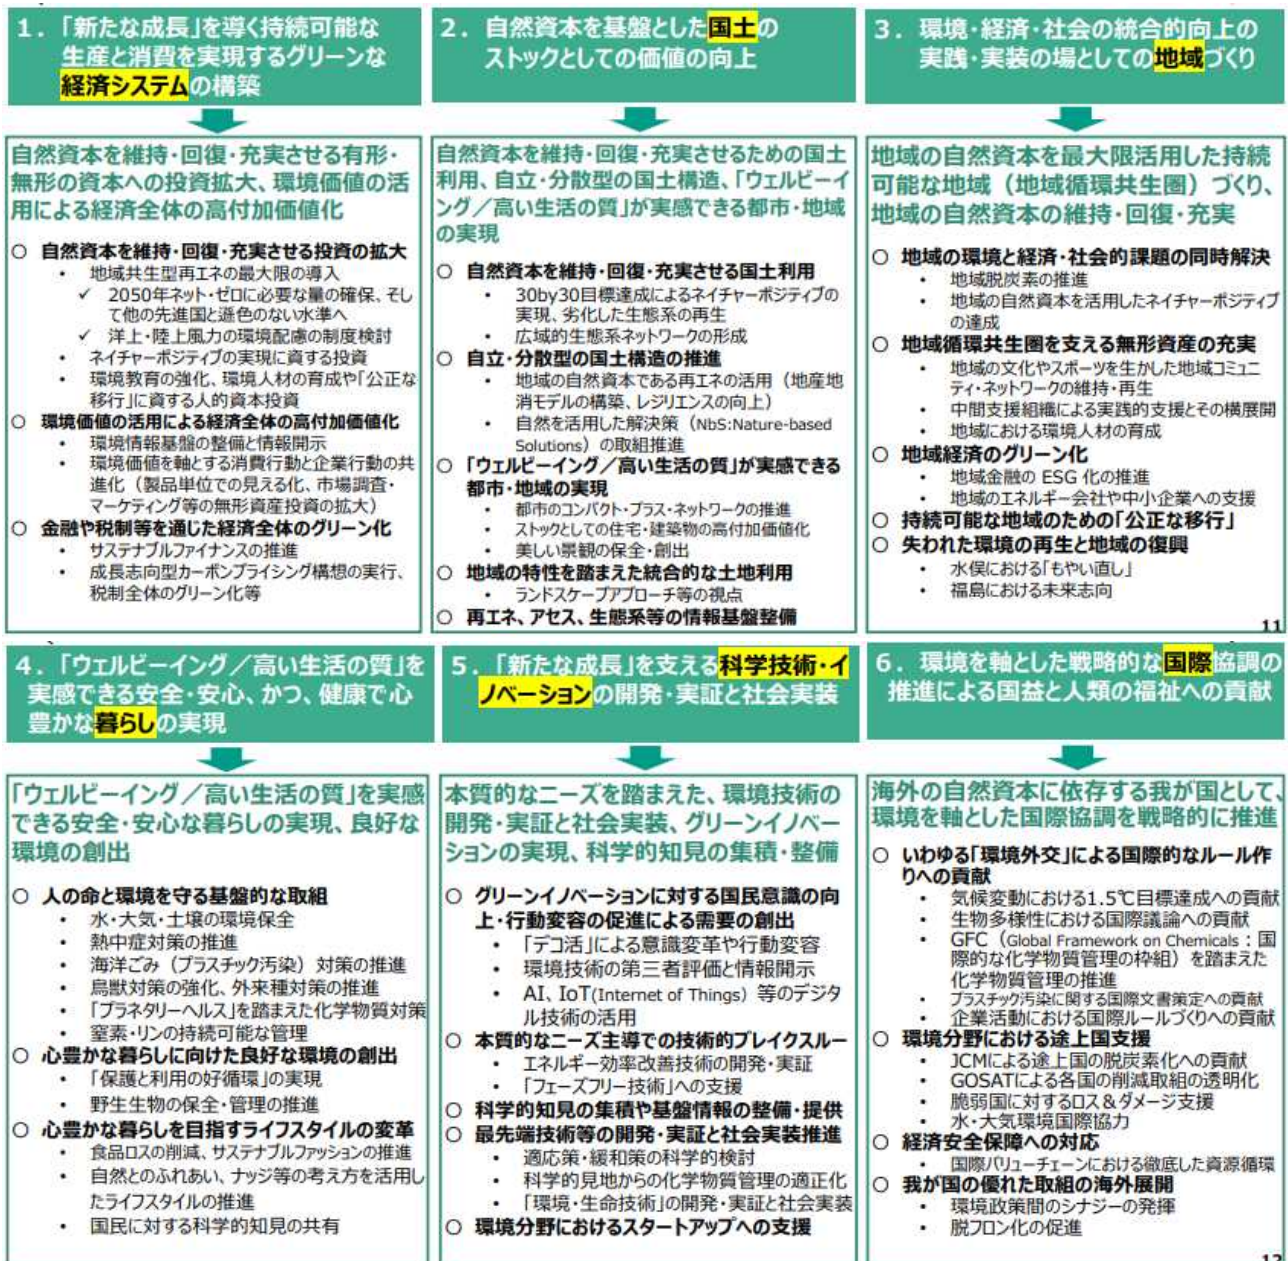 1．「新たな成長」を導く持続可能な
生産と消費を実現するグリーンな
経済システムの構築
自然資本を維持・回復・充実させる有形・
無形の資本への投資拡大、環境価値の活
用による経済全体の高付加価値化
○ 自然資本を維持・回復・充実させる投資の拡大
・ 地域共生型再エネの最大限の導入
✓ 2050年ネット・ゼロに必要な量の確保、そし
て他の先進国と遜色のない水準へ
✓ 洋上・陸上風力の環境配慮の制度検討
・ ネイチャーポジティブの実現に資する投資
・ 環境教育の強化、環境人材の育成や「公正な
移行」に資する人的資本投資
○ 環境価値の活用による経済全体の高付加価値化
・ 環境情報基盤の整備と情報開示
・ 環境価値を軸とする消費行動と企業行動の共
進化（製品単位での見える化、市場調査・
マーケティング等の無形資産投資の拡大）
○ 金融や税制等を通じた経済全体のグリーン化
・ サステナブルファイナンスの推進
・ 成長志向型カーボンプライシング構想の実行、
税制全体のグリーン化等
2．自然資本を基盤とした国土の
ストックとしての価値の向上
自然資本を維持・回復・充実させるための国土
利用、自立・分散型の国土構造、「ウェルビーイ
ング／高い生活の質」が実感できる都市・地域
の実現
○ 自然資本を維持・回復・充実させる国土利用
・ 30by30目標達成によるネイチャーポジティブの
実現、劣化した生態系の再生
・ 広域的生態系ネットワークの形成
○ 自立・分散型の国土構造の推進
・ 地域の自然資本である再エネの活用（地産地
消モデルの構築、レジリエンスの向上）
・ 自然を活用した解決策（NbS:Nature-based
Solutions）の取組推進
○ 「ウェルビーイング／高い生活の質」が実感できる
都市・地域の実現
・ 都市のコンパクト・プラス・ネットワークの推進
・ ストックとしての住宅・建築物の高付加価値化
・ 美しい景観の保全・創出
○ 地域の特性を踏まえた統合的な土地利用
・ ランドスケープアプローチ等の視点
○ 再エネ、アセス、生態系等の情報基盤整備
3．環境・経済・社会の統合的向上の
実践・実装の場としての地域づくり
地域の自然資本を最大限活用した持続
可能な地域（地域循環共生圏）づくり、
地域の自然資本の維持・回復・充実
○ 地域の環境と経済・社会的課題の同時解決
・ 地域脱炭素の推進
・ 地域の自然資本を活用したネイチャーポジティブ
の達成
○ 地域循環共生圏を支える無形資産の充実
・ 地域の文化やスポーツを生かした地域コミュニ
ティ・ネットワークの維持・再生
・ 中間支援組織による実践的支援とその横展開
・ 地域における環境人材の育成
○ 地域経済のグリーン化
・ 地域金融の ESG 化の推進
・ 地域のエネルギー会社や中小企業への支援
○ 持続可能な地域のための「公正な移行」
○ 失われた環境の再生と地域の復興
・ 水俣における「もやい直し」
・ 福島における未来志向
11
4．「ウェルビーイング／高い生活の質」を
実感できる安全・安心、かつ、健康で心
豊かな暮らしの実現
「ウェルビーイング／高い生活の質」を実感
できる安全・安心な暮らしの実現、良好な
環境の創出
○ 人の命と環境を守る基盤的な取組
・ 水・大気・土壌の環境保全
・ 熱中症対策の推進
・ 海洋ごみ（プラスチック汚染）対策の推進
・ 鳥獣対策の強化、外来種対策の推進
・ 「プラネタリーヘルス」を踏まえた化学物質対策
・ 窒素・リンの持続可能な管理
○ 心豊かな暮らしに向けた良好な環境の創出
・ 「保護と利用の好循環」の実現
・ 野生生物の保全・管理の推進
○ 心豊かな暮らしを目指すライフスタイルの変革
・ 食品ロスの削減、サステナブルファッションの推進
・ 自然とのふれあい、ナッジ等の考え方を活用し
たライフスタイルの推進
・ 国民に対する科学的知見の共有
5．「新たな成長」を支える科学技術・イ
ノベーションの開発・実証と社会実装
本質的なニーズを踏まえた、環境技術の
開発・実証と社会実装、グリーンイノベー
ションの実現、科学的知見の集積・整備
○ グリーンイノベーションに対する国民意識の向
上・行動変容の促進による需要の創出
・ 「デコ活」による意識変革や行動変容
・ 環境技術の第三者評価と情報開示
・ AI、IoT(Internet of Things）等のデジタ
ル技術の活用
○ 本質的なニーズ主導での技術的ブレイクスルー
・ エネルギー効率改善技術の開発・実証
・ 「フェーズフリー技術」への支援
○ 科学的知見の集積や基盤情報の整備・提供
○ 最先端技術等の開発・実証と社会実装推進
・ 適応策・緩和策の科学的検討
・ 科学的見地からの化学物質管理の適正化
・ 「環境・生命技術」の開発・実証と社会実装
○ 環境分野におけるスタートアップへの支援
6．環境を軸とした戦略的な国際協調の
推進による国益と人類の福祉への貢献
海外の自然資本に依存する我が国として、
環境を軸とした国際協調を戦略的に推進
○ いわゆる「環境外交」による国際的なルール作
りへの貢献
・ 気候変動における1.5℃目標達成への貢献
・ 生物多様性における国際議論への貢献
・ GFC（Global Framework on Chemicals：国
際的な化学物質管理の枠組）を踏まえた
化学物質管理の推進
・ プラスチック汚染に関する国際文書策定への貢献
・ 企業活動における国際ルールづくりへの貢献
○ 環境分野における途上国支援
・ JCMによる途上国の脱炭素化への貢献
・ GOSATによる各国の削減取組の透明化
・ 脆弱国に対するロス＆ダメージ支援
・ 水・大気環境国際協力
○ 経済安全保障への対応
・ 国際バリューチェーンにおける徹底した資源循環
○ 我が国の優れた取組の海外展開
・ 環境政策間のシナジーの発揮
・ 脱フロン化の促進
12